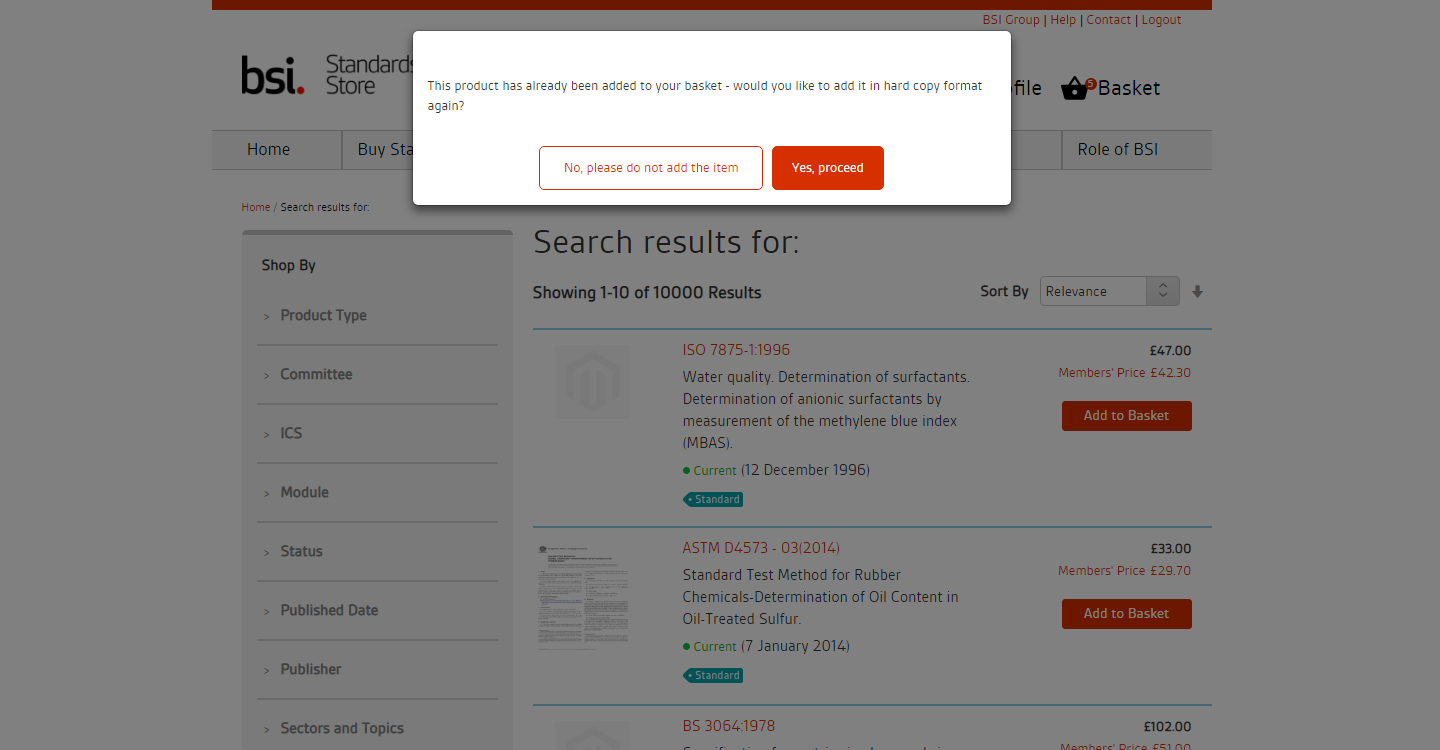 BSI Group | Help | Contact | Logout
This product has already been added to your basket - would you like to add it in hard copy format
again?
No, please do not add the item
Yes, proceed
bsi.
Standards
Store
ofile
5
Basket
Home
Buy Sta
Role of BSI
Home / Search results for:
Shop By
> Product Type
> Committee
> ICS
> Module
> Status
> Published Date
> Publisher
> Sectors and Topics
Search results for:
Showing 1-10 of 10000 Results
Sort By
Relevance
ISO 7875-1:1996
Water quality. Determination of surfactants.
Determination of anionic surfactants by
measurement of the methylene blue index
(MBAS).
Current (12 December 1996)
Standard
£47.00
Members' Price £42.30
Add to Basket
ASTM D4573 - 03(2014)
Standard Test Method for Rubber
Chemicals-Determination of Oil Content in
Oil-Treated Sulfur.
Current (7 January 2014)
Standard
£33.00
Members' Price £29.70
Add to Basket
BS 3064:1978
£102.00
Members' Price £51.00